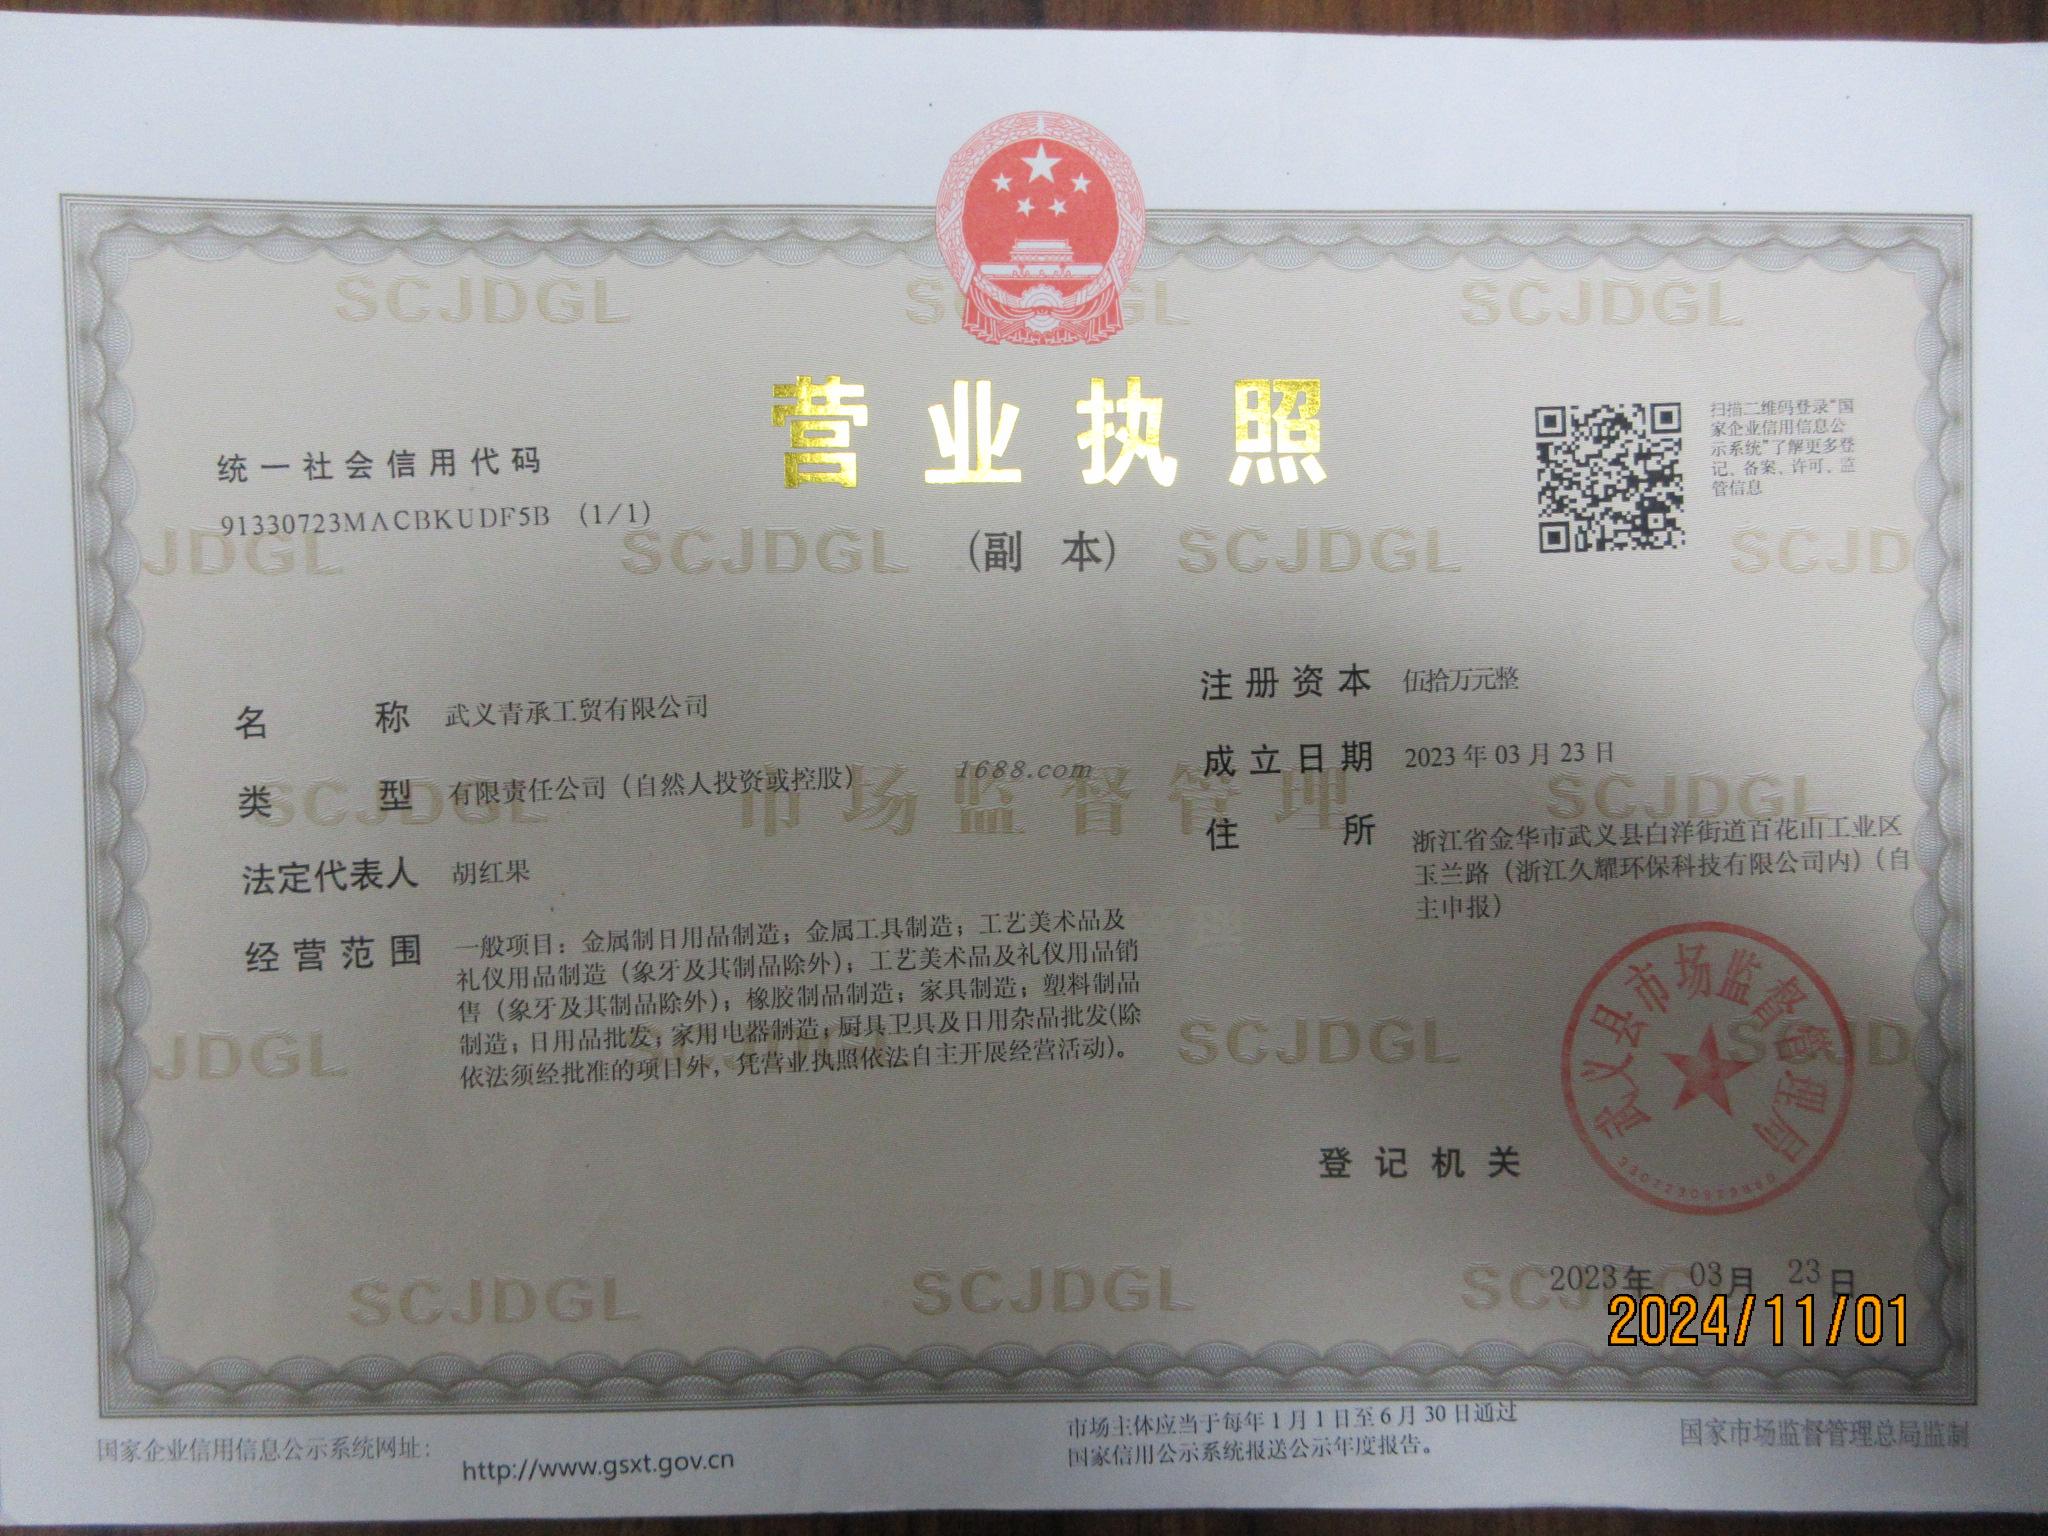 SCJDGL SCJDGL SCJDGL
营业执照
(副 本)
统一社会信用代码
91330723MACBKUDF5B (1/1)
扫描二维码登录“国
家企业信用信息公
示系统”了解更多登
记、备案、许可、监
管信息
JDGL SCJDGL SCJDGL SCJD
名 称 武义青承工贸有限公司
类 型 有限责任公司（自然人投资或控股）
法定代表人 胡红果
经营范围 一般项目：金属制日用品制造；金属工具制造；工艺美术品及
礼仪用品制造（象牙及其制品除外）；工艺美术品及礼仪用品销
售（象牙及其制品除外）；橡胶制品制造；家具制造；塑料制品
制造；日用品批发；家用电器制造；厨具卫具及日用杂品批发(除
依法须经批准的项目外，凭营业执照依法自主开展经营活动)。
注册资本 伍拾万元整
成立日期 2023年03月23日
住 所 浙江省金华市武义县白洋街道百花山工业区
玉兰路（浙江久耀环保科技有限公司内）（自
主申报）
1688.com
SCJDGL 市场监督管理 SCJDGL
JDGL SCJDGL SCJDGL SCJD
武义县市场监督管理局
登记机关
2023年 03月 23日
SCJDGL SCJDGL SCJDGL
2024/11/01
国家企业信用信息公示系统网址：
http://www.gsxt.gov.cn
市场主体应当于每年1月1日至6月30日通过
国家信用公示系统报送公示年度报告。
国家市场监督管理总局监制